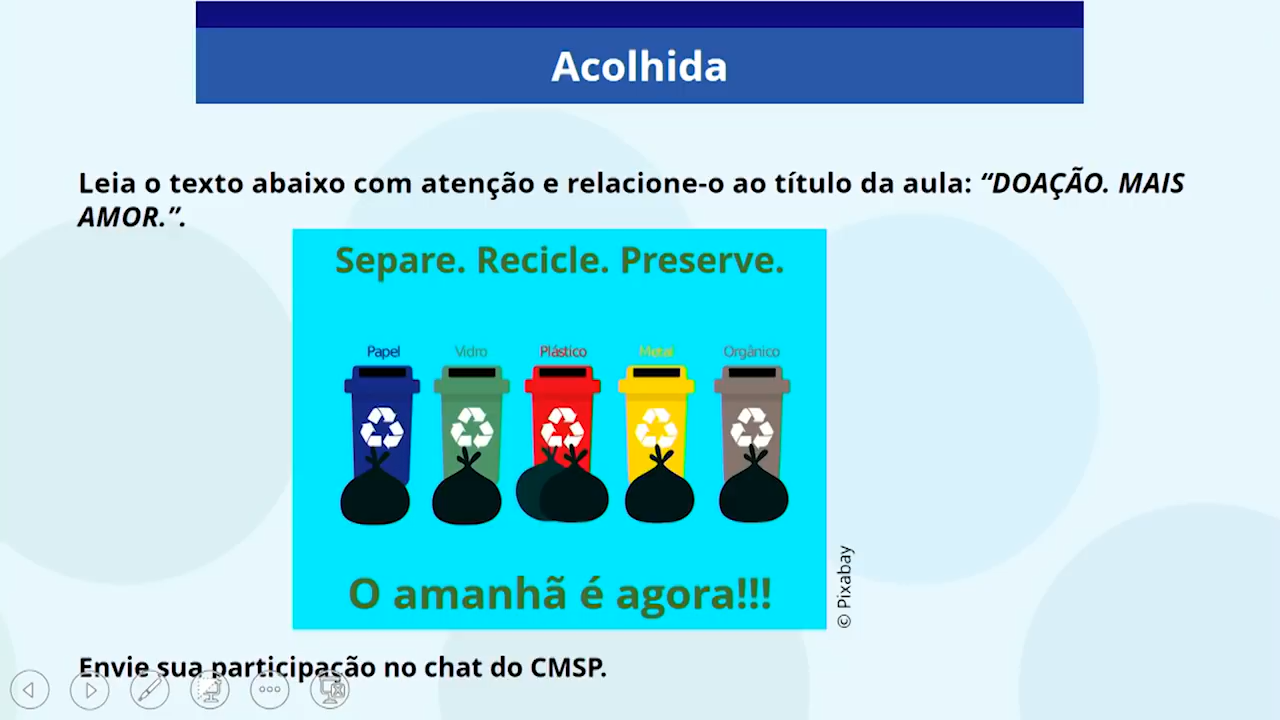 Acolhida
Leia o texto abaixo com atenção e relacione-o ao título da aula: “DOAÇÃO. MAIS
AMOR.”.
Separe. Recicle. Preserve.
Papel Vidro Plástico Metal Orgânico
O amanhã é agora!!!
© Pixabay
Envie sua participação no chat do CMSP.